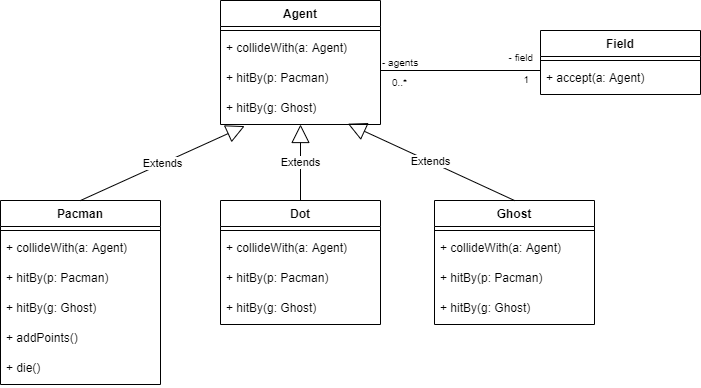 Agent
+ collideWith(a: Agent)
+ hitBy(p: Pacman)
+ hitBy(g: Ghost)
- agents
0..*
- field
1
Field
+ accept(a: Agent)
Extends
Extends
Extends
Pacman
+ collideWith(a: Agent)
+ hitBy(p: Pacman)
+ hitBy(g: Ghost)
+ addPoints()
+ die()
Dot
+ collideWith(a: Agent)
+ hitBy(p: Pacman)
+ hitBy(g: Ghost)
Ghost
+ collideWith(a: Agent)
+ hitBy(p: Pacman)
+ hitBy(g: Ghost)